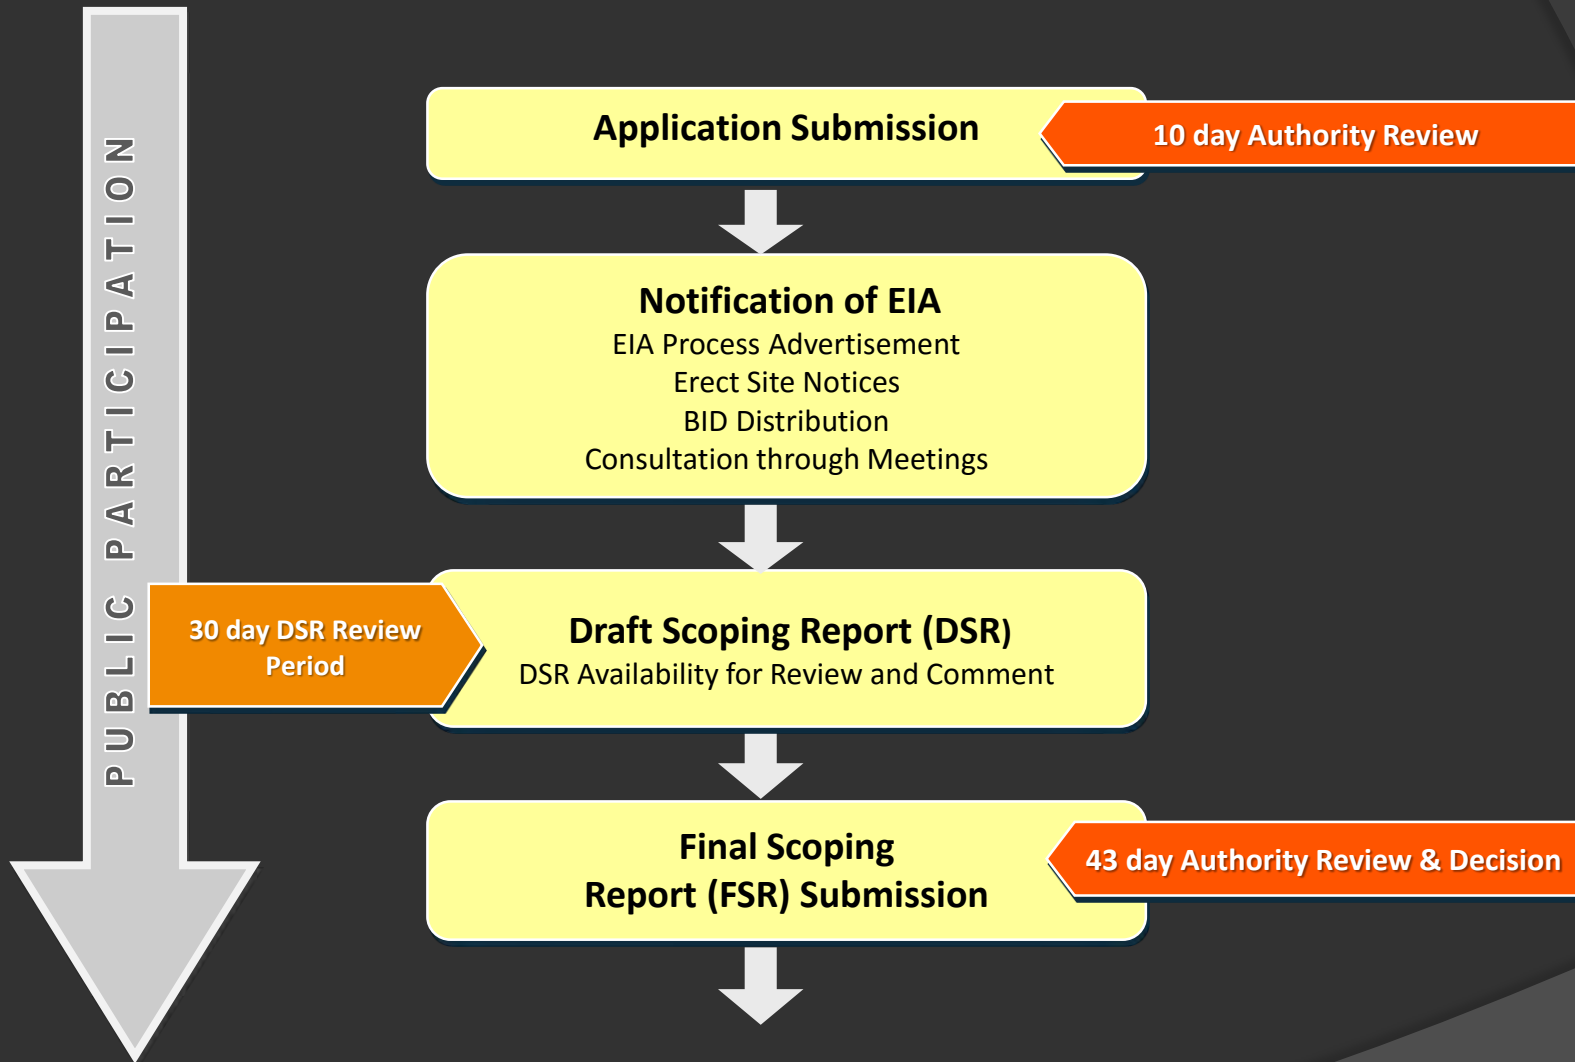 PUBLIC PARTICIPATION
Application Submission
10 day Authority Review
Notification of EIA
EIA Process Advertisement
Erect Site Notices
BID Distribution
Consultation through Meetings
30 day DSR Review
Period
Draft Scoping Report (DSR)
DSR Availability for Review and Comment
Final Scoping
Report (FSR) Submission
43 day Authority Review & Decision